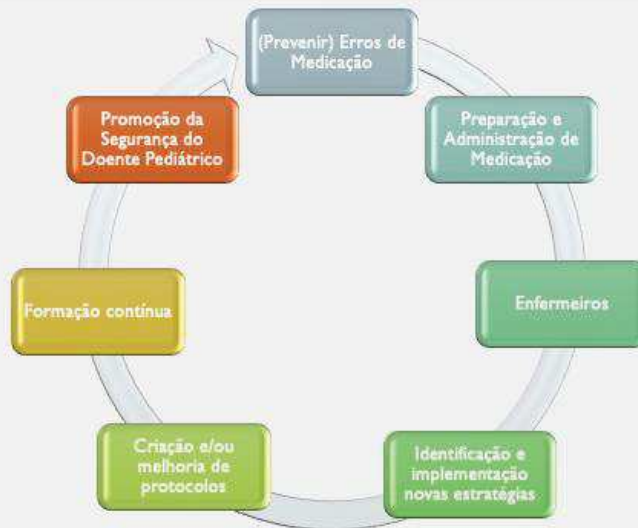 (Prevenir) Erros de
Medicação
Preparação e
Administração de
Medicação
Enfermeiros
Identificação e
implementação
novas estratégias
Criação e/ou
melhoria de
protocolos
Formação contínua
Promoção da
Segurança do
Doente Pediátrico